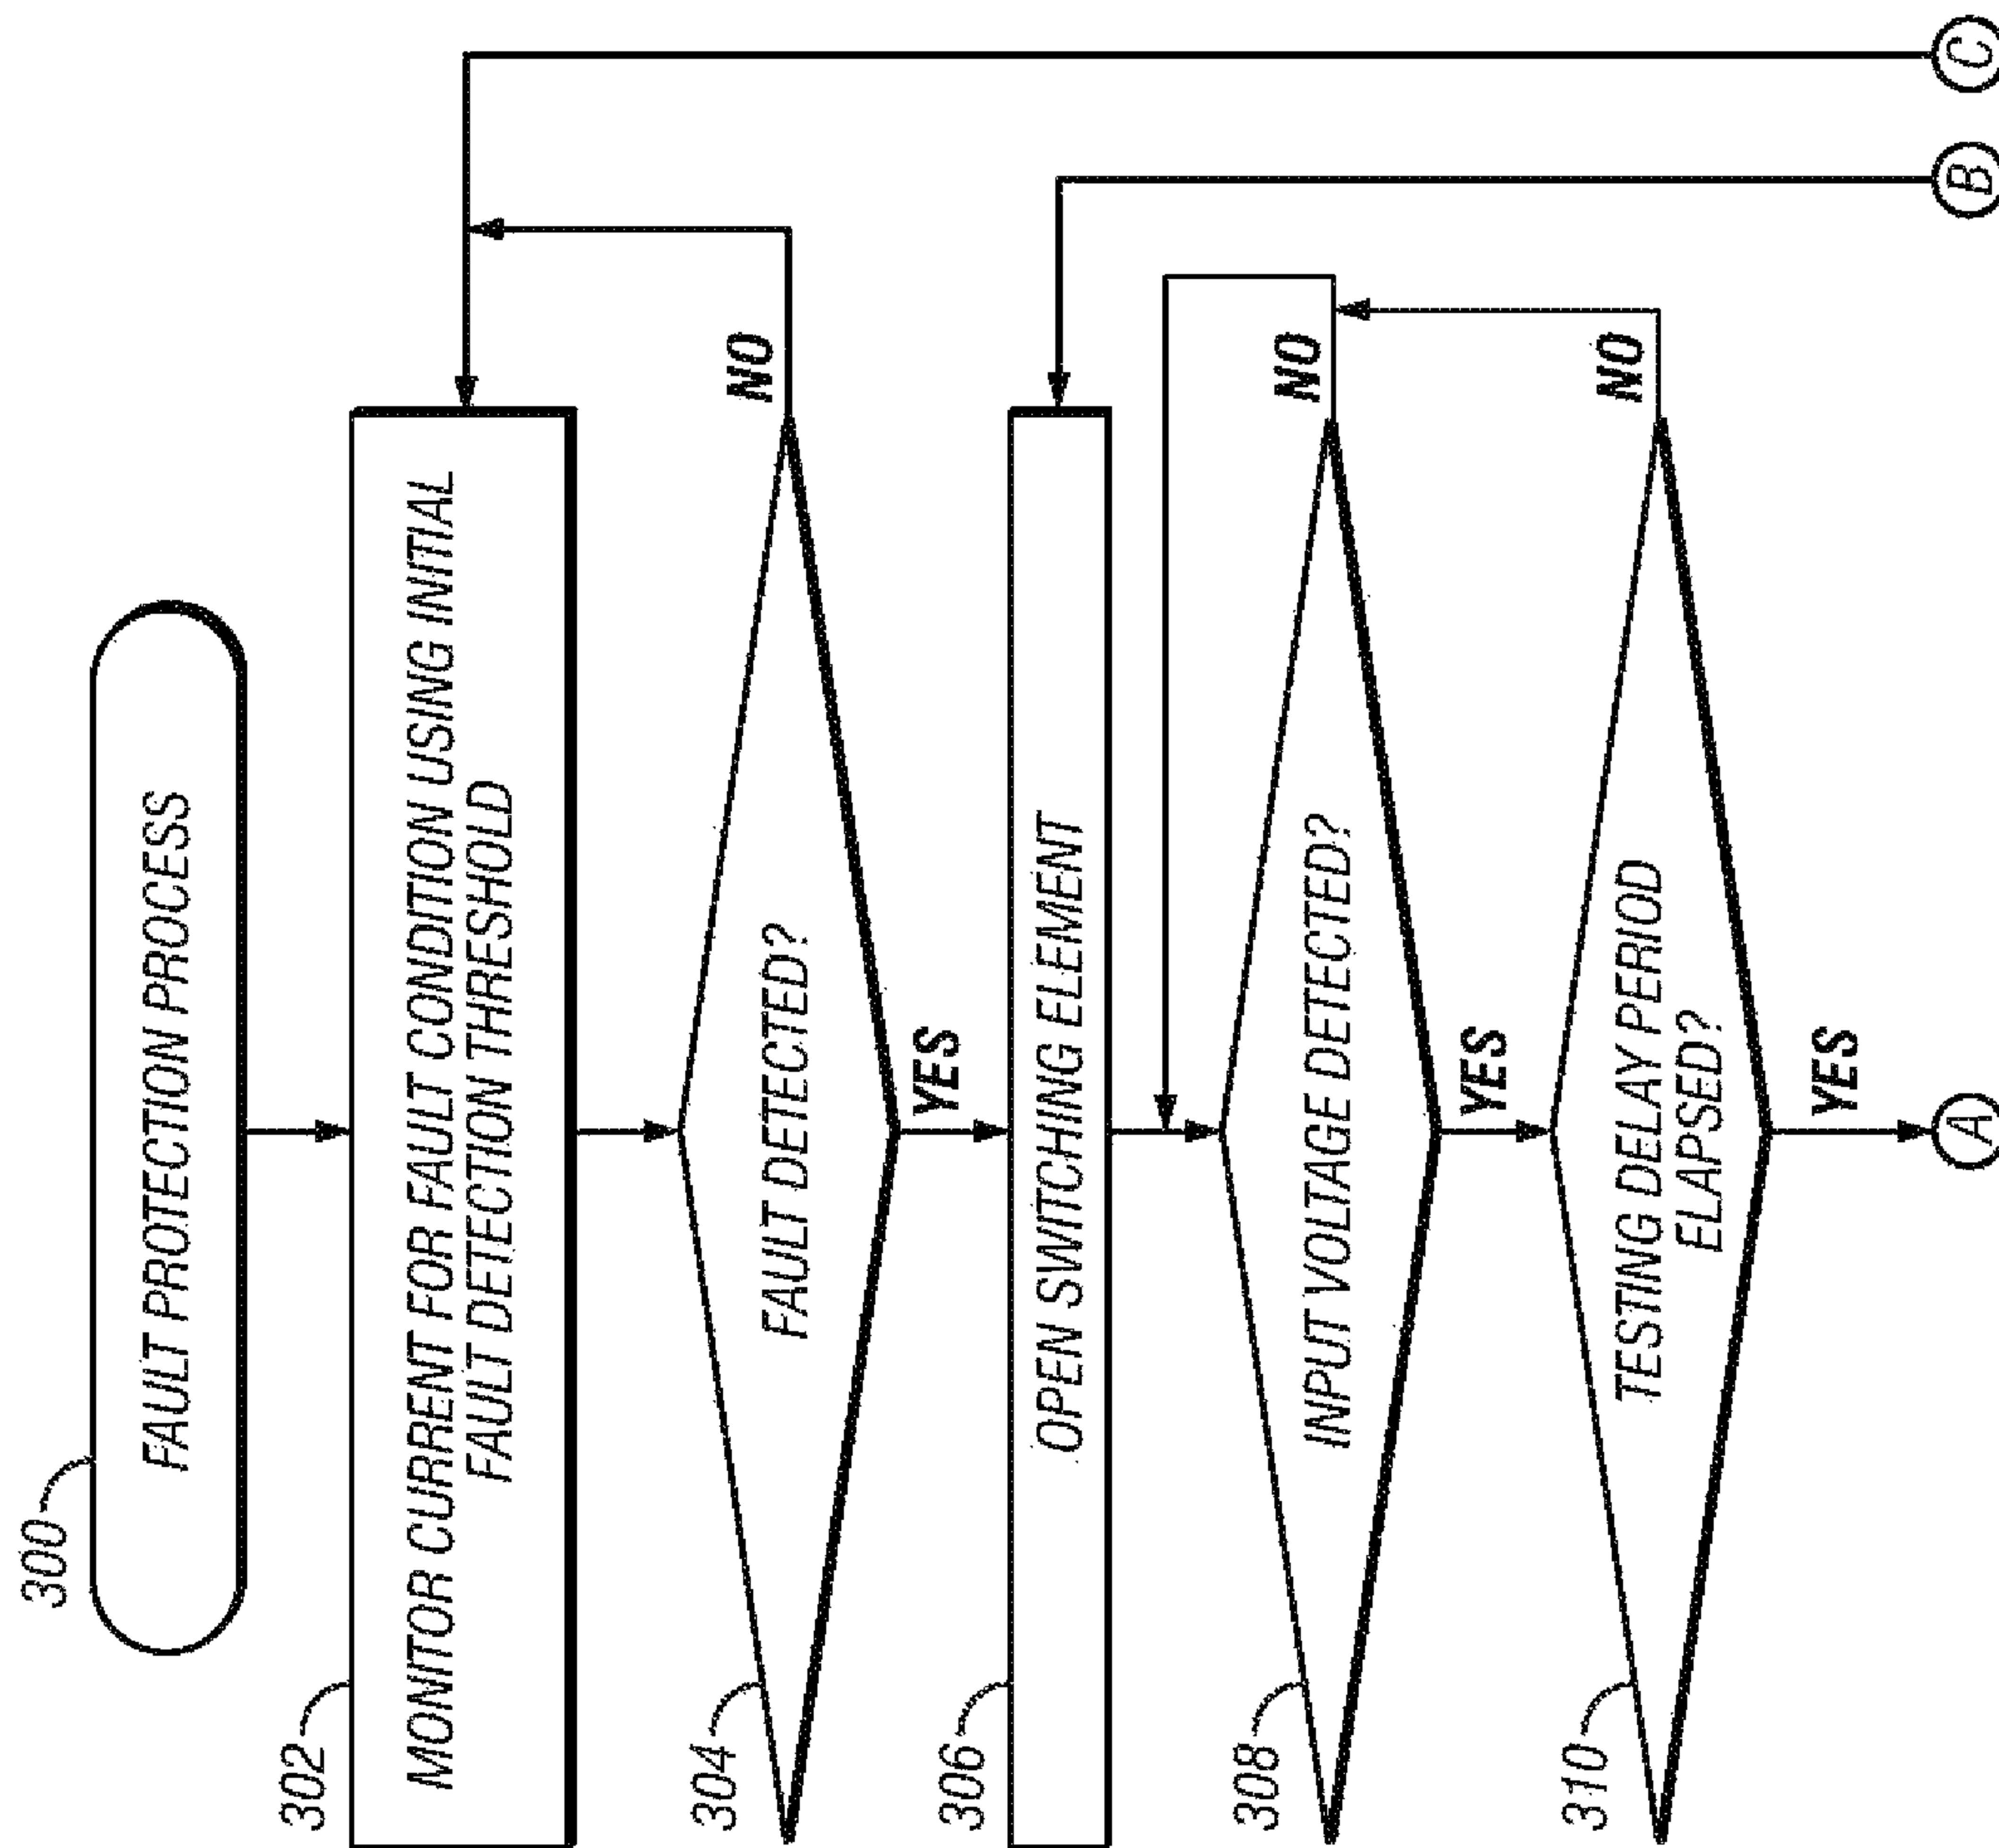 300
FAULT PROTECTION PROCESS
302
MONITOR CURRENT FOR FAULT CONDITION USING INITIAL
FAULT DETECTION THRESHOLD
304
FAULT DETECTED?
NO
YES
306
OPEN SWITCHING ELEMENT
308
INPUT VOLTAGE DETECTED?
NO
YES
310
TESTING DELAY PERIOD
ELAPSED?
NO
YES
A
B
C